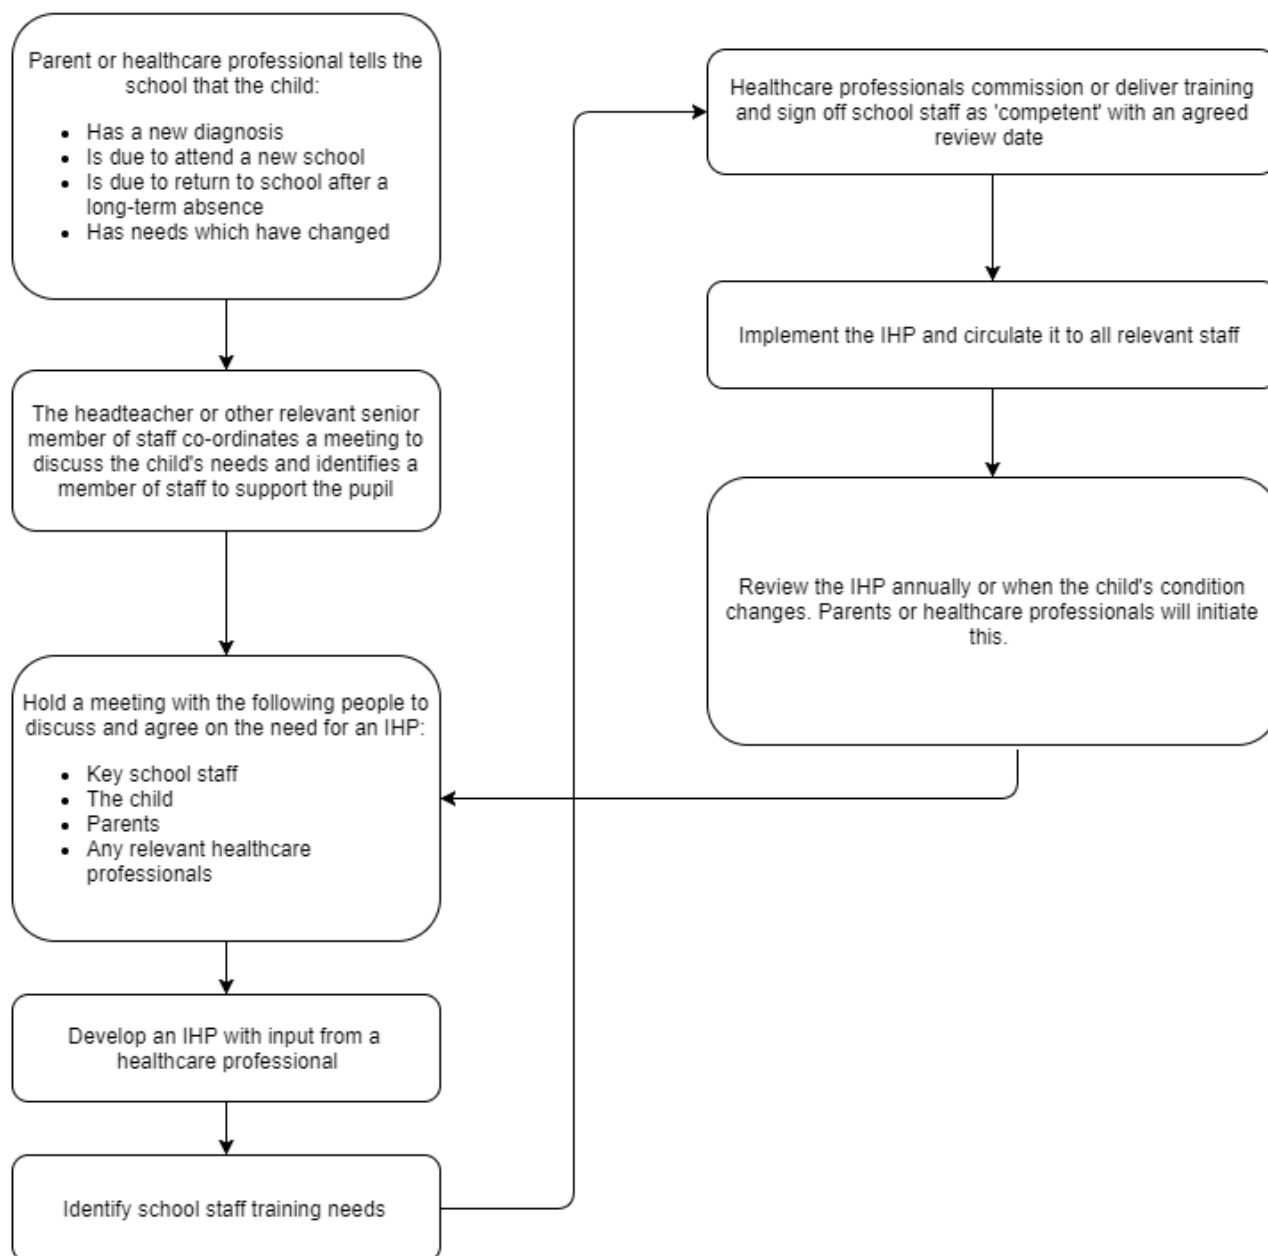 Parent or healthcare professional tells the
school that the child:
• Has a new diagnosis
• Is due to attend a new school
• Is due to return to school after a
long-term absence
• Has needs which have changed
The headteacher or other relevant senior
member of staff co-ordinates a meeting to
discuss the child's needs and identifies a
member of staff to support the pupil
Hold a meeting with the following people to
discuss and agree on the need for an IHP:
• Key school staff
• The child
• Parents
• Any relevant healthcare
professionals
Develop an IHP with input from a
healthcare professional
Identify school staff training needs
Healthcare professionals commission or deliver training
and sign off school staff as 'competent' with an agreed
review date
Implement the IHP and circulate it to all relevant staff
Review the IHP annually or when the child's condition
changes. Parents or healthcare professionals will initiate
this.